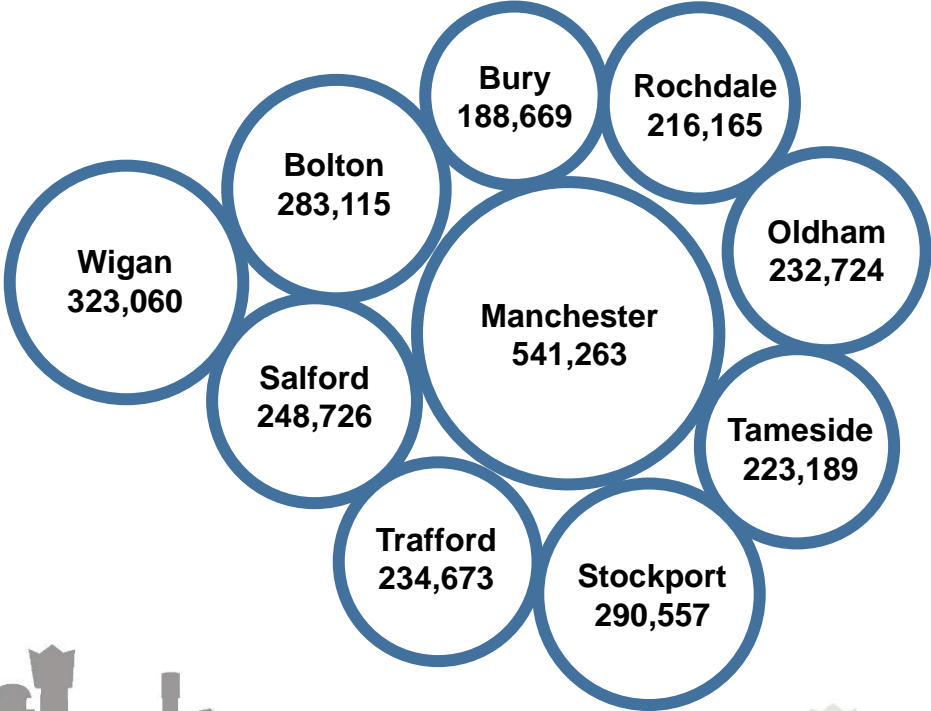 Bury
188,669
Rochdale
216,165
Bolton
283,115
Oldham
232,724
Wigan
323,060
Manchester
541,263
Salford
248,726
Tameside
223,189
Trafford
234,673
Stockport
290,557